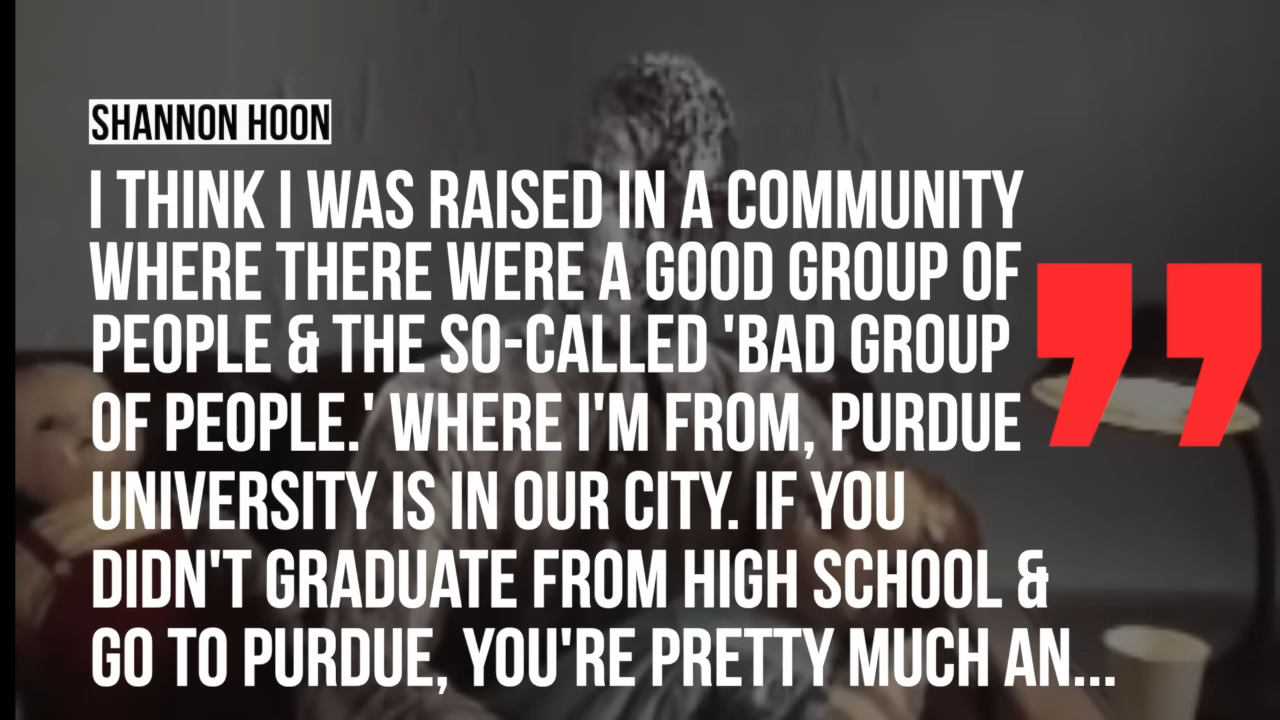 SHANNON HOON
I THINK I WAS RAISED IN A COMMUNITY
WHERE THERE WERE A GOOD GROUP OF
PEOPLE & THE SO-CALLED 'BAD GROUP
OF PEOPLE.' WHERE I'M FROM, PURDUE
UNIVERSITY IS IN OUR CITY. IF YOU
DIDN'T GRADUATE FROM HIGH SCHOOL &
GO TO PURDUE, YOU'RE PRETTY MUCH AN...